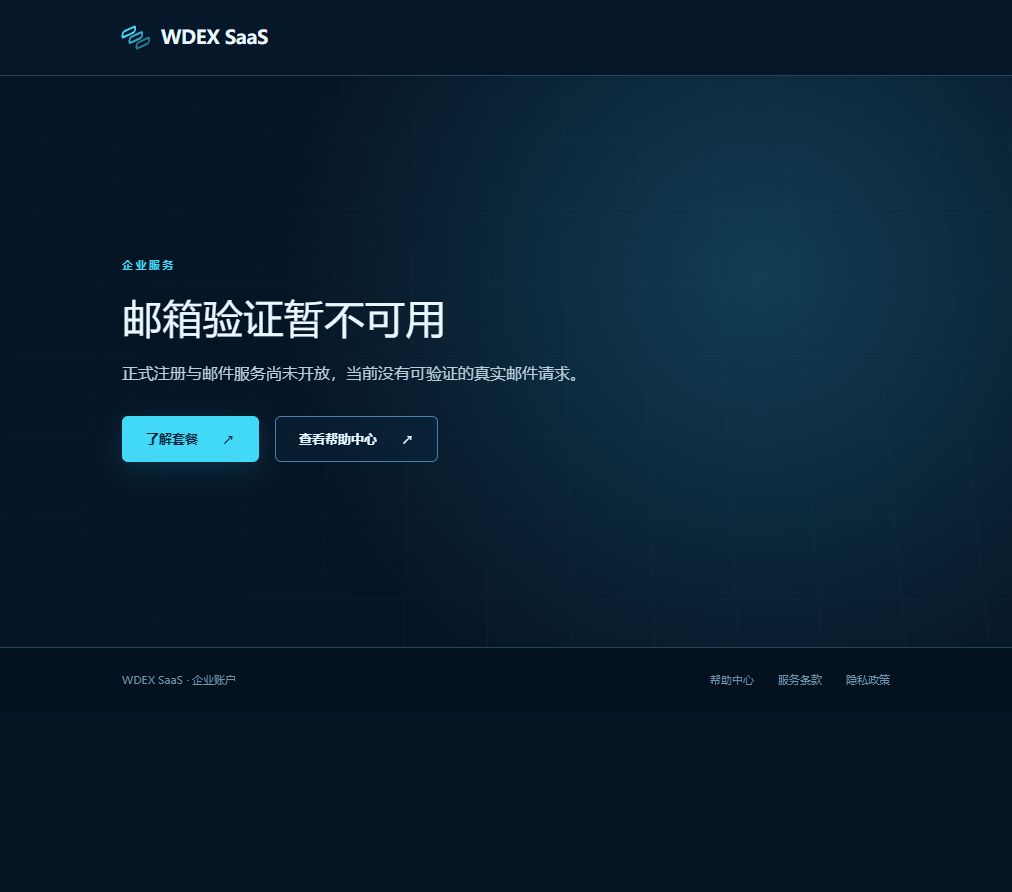 WDEX SaaS
企业服务
邮箱验证暂不可用
正式注册与邮件服务尚未开放，当前没有可验证的真实邮件请求。
了解套餐 ↗
查看帮助中心 ↗
WDEX SaaS · 企业账户
帮助中心 服务条款 隐私政策